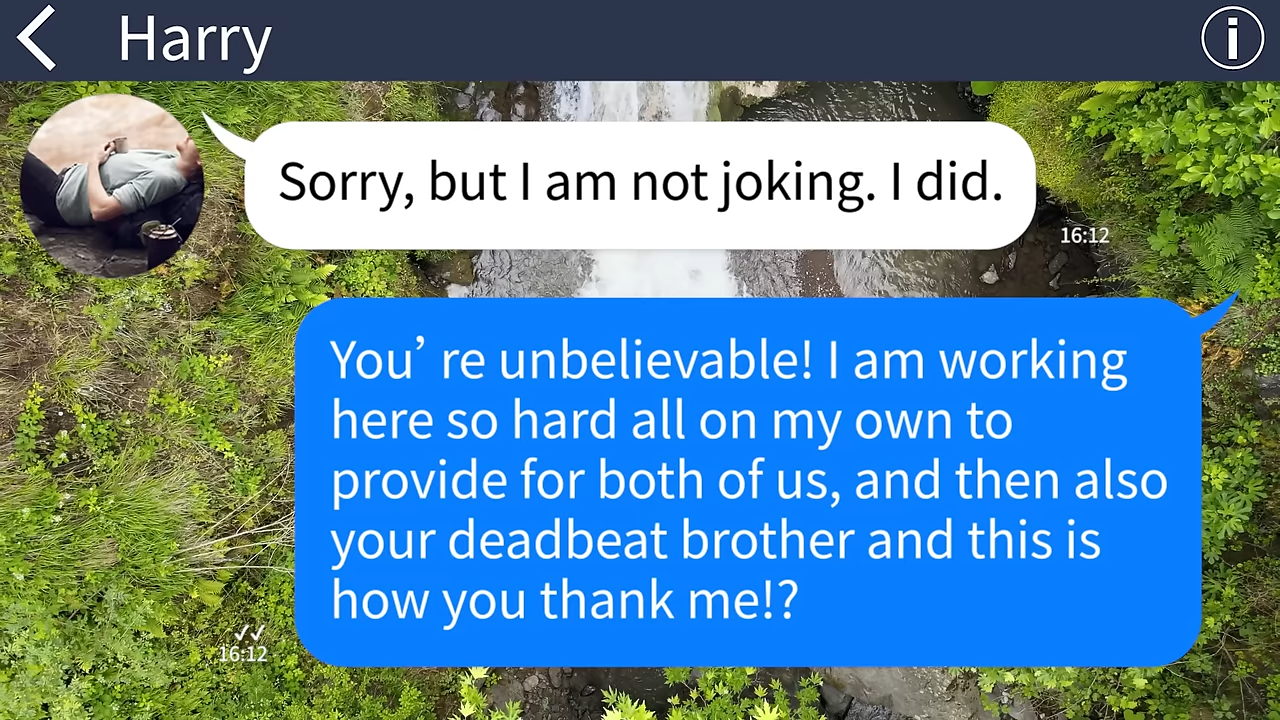 Harry
Sorry, but I am not joking. I did.
16:12
You’ re unbelievable! I am working
here so hard all on my own to
provide for both of us, and then also
your deadbeat brother and this is
how you thank me!?
16:12